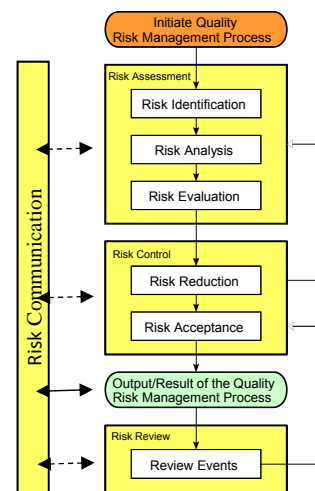 Initiate Quality
Risk Management Process
Risk Assessment
Risk Identification
Risk Analysis
Risk Evaluation
Risk Communication
Risk Control
Risk Reduction
Risk Acceptance
Output/Result of the Quality
Risk Management Process
Risk Review
Review Events